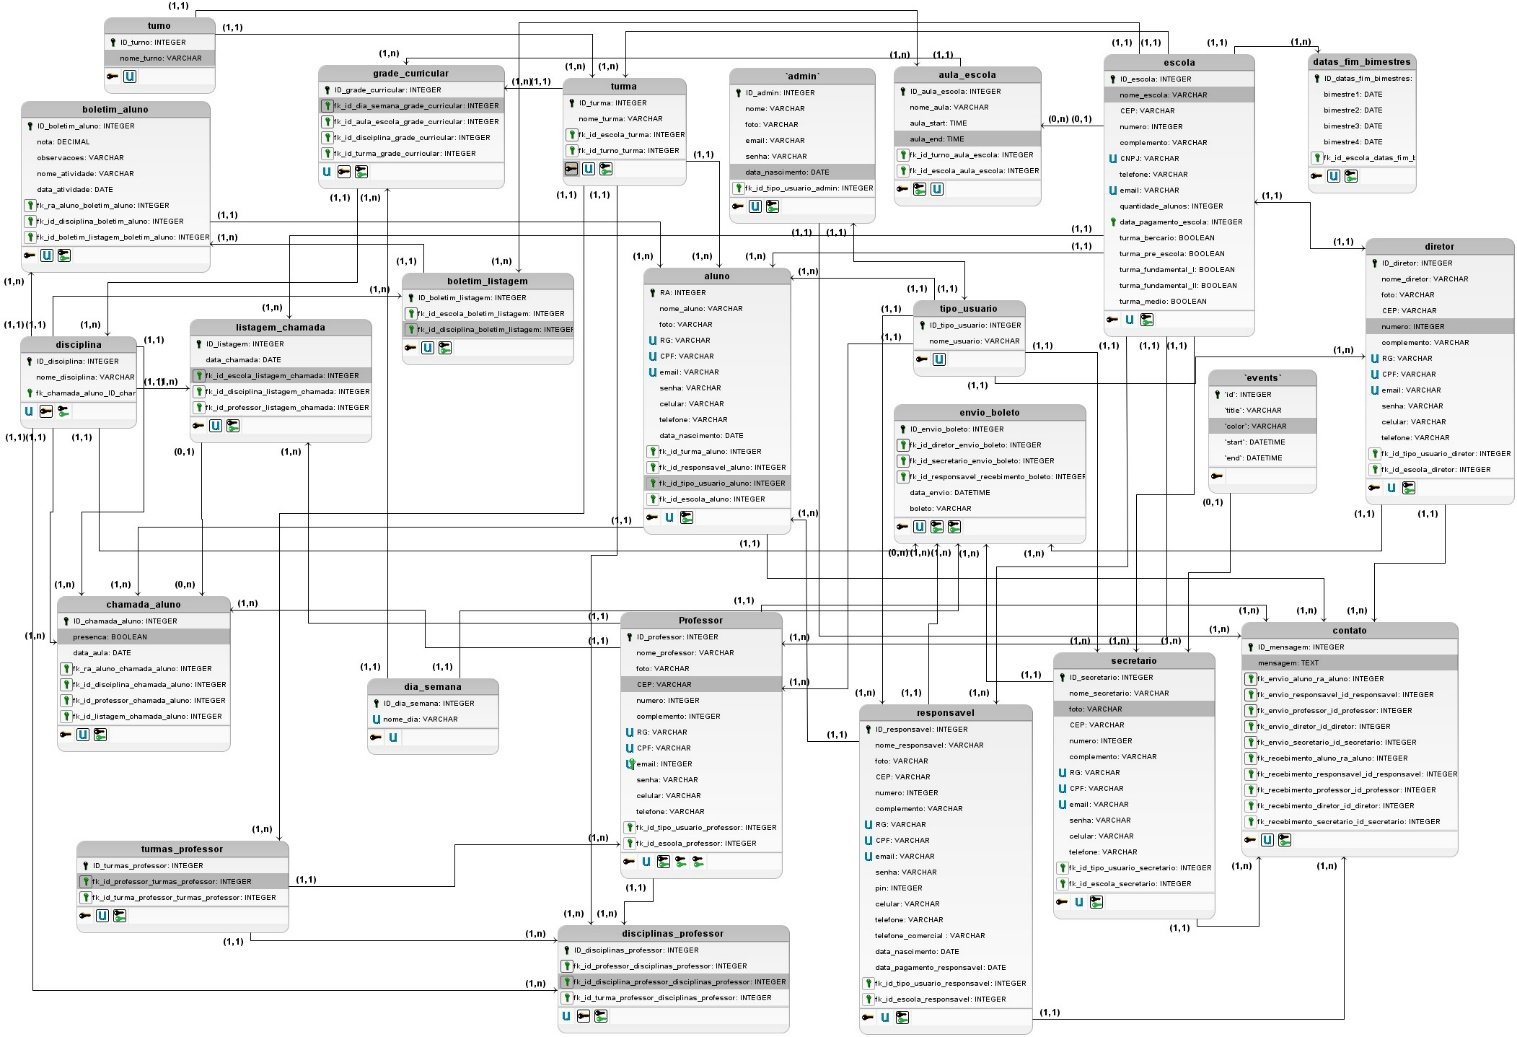 turno
ID_turno: INTEGER
nome_turno: VARCHAR
boletim_aluno
ID_boletim_aluno: INTEGER
nota: DECIMAL
observacoes: VARCHAR
nome_atividade: VARCHAR
data_atividade: DATE
fk_ra_aluno_boletim_aluno: INTEGER
fk_id_disciplina_boletim_aluno: INTEGER
fk_id_boletim_listagem_boletim_aluno: INTEGER
grade_curricular
ID_grade_curricular: INTEGER
fk_id_dia_semana_grade_curricular: INTEGER
fk_id_aula_escola_grade_curricular: INTEGER
fk_id_disciplina_grade_curricular: INTEGER
fk_id_turma_grade_curricular: INTEGER
turma
ID_turma: INTEGER
nome_turma: VARCHAR
fk_id_escola_turma: INTEGER
fk_id_turno_turma: INTEGER
`admin`
ID_admin: INTEGER
nome: VARCHAR
foto: VARCHAR
email: VARCHAR
senha: VARCHAR
data_nascimento: DATE
fk_id_tipo_usuario_admin: INTEGER
aula_escola
ID_aula_escola: INTEGER
nome_aula: VARCHAR
aula_start: TIME
aula_end: TIME
fk_id_turno_aula_escola: INTEGER
fk_id_escola_aula_escola: INTEGER
escola
ID_escola: INTEGER
nome_escola: VARCHAR
CEP: VARCHAR
numero: INTEGER
complemento: VARCHAR
CNPJ: VARCHAR
telefone: VARCHAR
email: VARCHAR
quantidade_alunos: INTEGER
data_pagamento_escola: INTEGER
turma_bercario: BOOLEAN
turma_pre_escola: BOOLEAN
turma_fundamental_I: BOOLEAN
turma_fundamental_II: BOOLEAN
turma_medio: BOOLEAN
datas_fim_bimestres
ID_datas_fim_bimestres:
bimestre1: DATE
bimestre2: DATE
bimestre3: DATE
bimestre4: DATE
fk_id_escola_datas_fim_b
diretor
ID_diretor: INTEGER
nome_diretor: VARCHAR
foto: VARCHAR
CEP: VARCHAR
numero: INTEGER
complemento: VARCHAR
RG: VARCHAR
CPF: VARCHAR
email: VARCHAR
senha: VARCHAR
celular: VARCHAR
telefone: VARCHAR
fk_id_tipo_usuario_diretor: INTEGER
fk_id_escola_diretor: INTEGER
boletim_listagem
ID_boletim_listagem: INTEGER
fk_id_escola_boletim_listagem: INTEGER
fk_id_disciplina_boletim_listagem: INTEGER
aluno
RA: INTEGER
nome_aluno: VARCHAR
foto: VARCHAR
RG: VARCHAR
CPF: VARCHAR
email: VARCHAR
senha: VARCHAR
celular: VARCHAR
telefone: VARCHAR
data_nascimento: DATE
fk_id_turma_aluno: INTEGER
fk_id_responsavel_aluno: INTEGER
fk_id_tipo_usuario_aluno: INTEGER
fk_id_escola_aluno: INTEGER
tipo_usuario
ID_tipo_usuario: INTEGER
nome_usuario: VARCHAR
disciplina
ID_disciplina: INTEGER
nome_disciplina: VARCHAR
fk_chamada_aluno_ID_char
listagem_chamada
ID_listagem: INTEGER
data_chamada: DATE
fk_id_escola_listagem_chamada: INTEGER
fk_id_disciplina_listagem_chamada: INTEGER
fk_id_professor_listagem_chamada: INTEGER
`events`
`id`: INTEGER
`title`: VARCHAR
`color`: VARCHAR
`start`: DATETIME
`end`: DATETIME
envio_boleto
ID_envio_boleto: INTEGER
fk_id_diretor_envio_boleto: INTEGER
fk_id_secretario_envio_boleto: INTEGER
fk_id_responsavel_recebimento_boleto: INTEGER
data_envio: DATETIME
boleto: VARCHAR
chamada_aluno
ID_chamada_aluno: INTEGER
presenca: BOOLEAN
data_aula: DATE
fk_ra_aluno_chamada_aluno: INTEGER
fk_id_disciplina_chamada_aluno: INTEGER
fk_id_professor_chamada_aluno: INTEGER
fk_id_listagem_chamada_aluno: INTEGER
dia_semana
ID_dia_semana: INTEGER
nome_dia: VARCHAR
Professor
ID_professor: INTEGER
nome_professor: VARCHAR
foto: VARCHAR
CEP: VARCHAR
numero: INTEGER
complemento: INTEGER
RG: VARCHAR
CPF: VARCHAR
email: INTEGER
senha: VARCHAR
celular: VARCHAR
telefone: VARCHAR
fk_id_tipo_usuario_professor: INTEGER
fk_id_escola_professor: INTEGER
responsavel
ID_responsavel: INTEGER
nome_responsavel: VARCHAR
foto: VARCHAR
CEP: VARCHAR
numero: INTEGER
complemento: VARCHAR
RG: VARCHAR
CPF: VARCHAR
email: VARCHAR
senha: VARCHAR
pin: INTEGER
celular: VARCHAR
telefone: VARCHAR
telefone_comercial : VARCHAR
data_nascimento: DATE
data_pagamento_responsavel: DATE
fk_id_tipo_usuario_responsavel: INTEGER
fk_id_escola_responsavel: INTEGER
secretario
ID_secretario: INTEGER
nome_secretario: VARCHAR
foto: VARCHAR
CEP: VARCHAR
numero: INTEGER
complemento: VARCHAR
RG: VARCHAR
CPF: VARCHAR
email: VARCHAR
senha: VARCHAR
celular: VARCHAR
telefone: VARCHAR
fk_id_tipo_usuario_secretario: INTEGER
fk_id_escola_secretario: INTEGER
contato
ID_mensagem: INTEGER
mensagem: TEXT
fk_envio_aluno_ra_aluno: INTEGER
fk_envio_responsavel_id_responsavel: INTEGER
fk_envio_professor_id_professor: INTEGER
fk_envio_diretor_id_diretor: INTEGER
fk_envio_secretario_id_secretario: INTEGER
fk_recebimento_aluno_ra_aluno: INTEGER
fk_recebimento_responsavel_id_responsavel: INTEGER
fk_recebimento_professor_id_professor: INTEGER
fk_recebimento_diretor_id_diretor: INTEGER
fk_recebimento_secretario_id_secretario: INTEGER
turmas_professor
ID_turmas_professor: INTEGER
fk_id_professor_turmas_professor: INTEGER
fk_id_turma_professor_turmas_professor: INTEGER
disciplinas_professor
ID_disciplinas_professor: INTEGER
fk_id_professor_disciplinas_professor: INTEGER
fk_id_disciplina_professor_disciplinas_professor: INTEGER
fk_id_turma_professor_disciplinas_professor: INTEGER